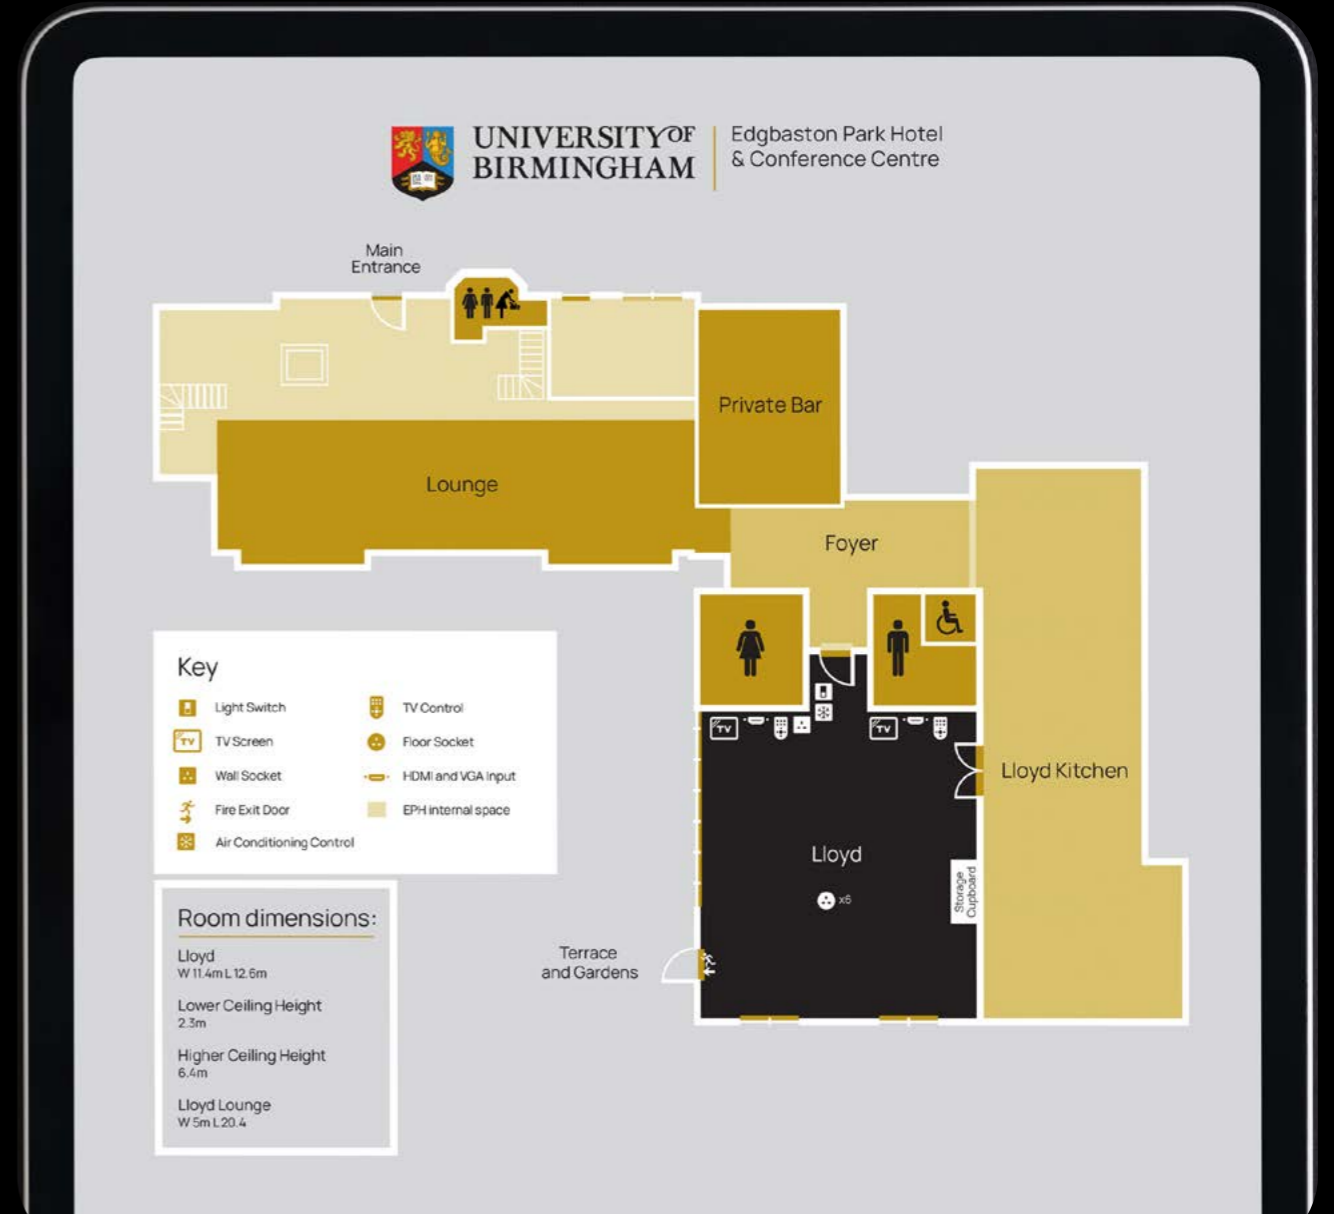 UNIVERSITY OF
BIRMINGHAM
Edgbaston Park Hotel
& Conference Centre
Main
Entrance
Private Bar
Lounge
Foyer
Key
Light Switch
TV Control
TV
TV Screen
Floor Socket
Wall Socket
HDMI and VGA Input
Fire Exit Door
EPH internal space
Air Conditioning Control
TV
TV
Lloyd Kitchen
Lloyd
x6
Storage
Cupboard
Terrace
and Gardens
Room dimensions:
Lloyd
W 11.4m L 12.6m
Lower Ceiling Height
2.3m
Higher Ceiling Height
6.4m
Lloyd Lounge
W 5m L 20.4